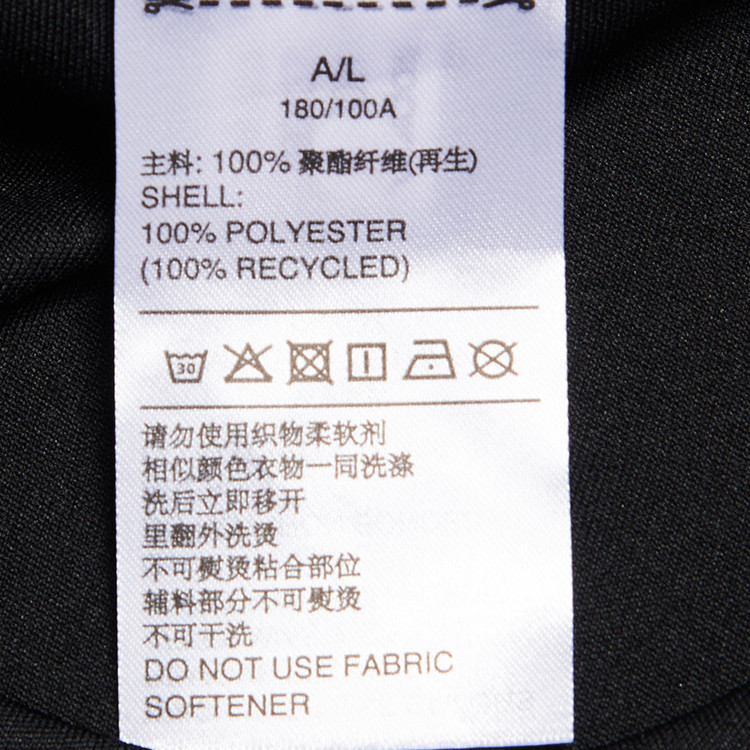 A/L
180/100A
主料: 100% 聚酯纤维(再生)
SHELL:
100% POLYESTER
(100% RECYCLED)
30
请勿使用织物柔软剂
相似颜色衣物一同洗涤
洗后立即移开
里翻外洗烫
不可熨烫粘合部位
辅料部分不可熨烫
不可干洗
DO NOT USE FABRIC
SOFTENER